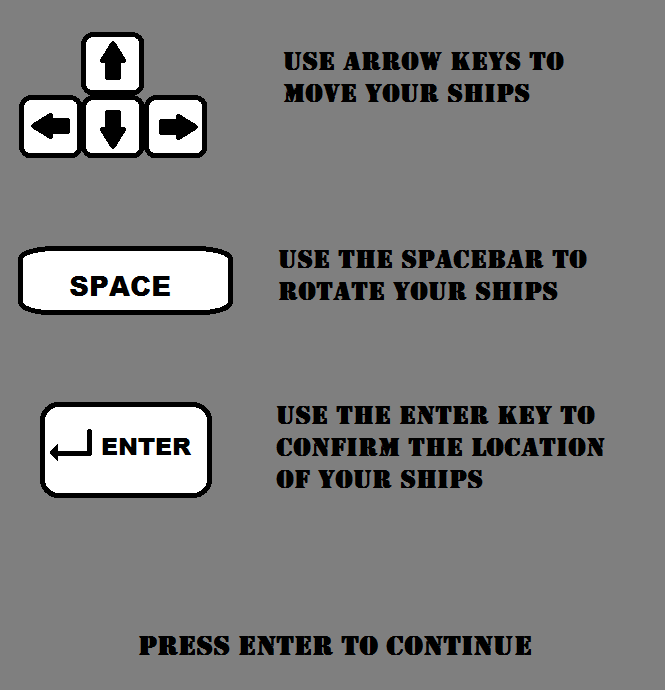 USE ARROW KEYS TO
MOVE YOUR SHIPS
SPACE
USE THE SPACEBAR TO
ROTATE YOUR SHIPS
ENTER
USE THE ENTER KEY TO
CONFIRM THE LOCATION
OF YOUR SHIPS
PRESS ENTER TO CONTINUE